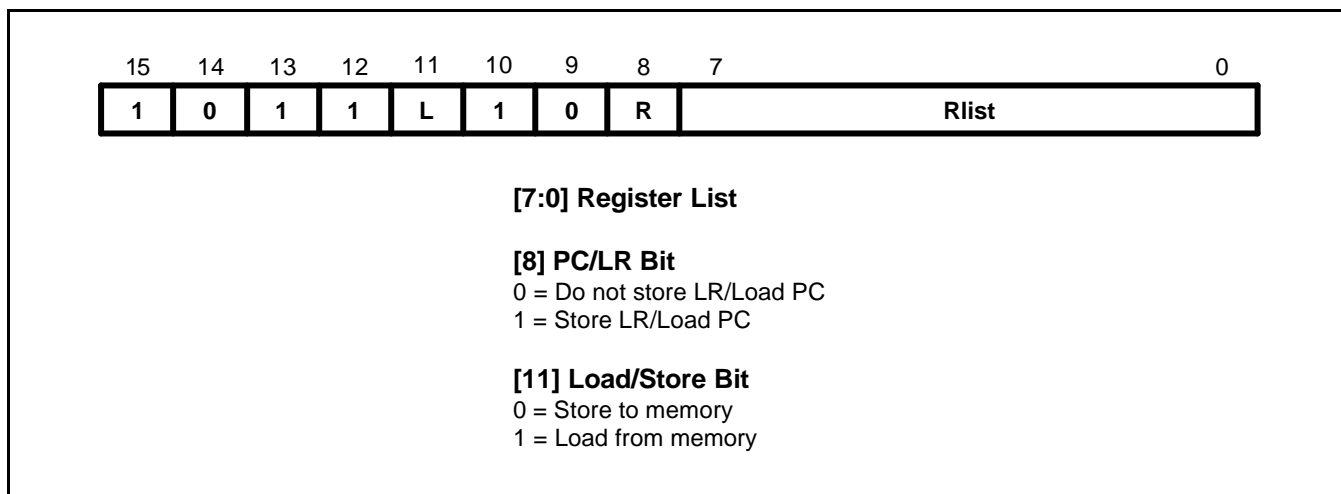 15 14 13 12 11 10 9 8 7 0
1 0 1 1 L 1 0 R Rlist
[7:0] Register List
[8] PC/LR Bit
0 = Do not store LR/Load PC
1 = Store LR/Load PC
[11] Load/Store Bit
0 = Store to memory
1 = Load from memory